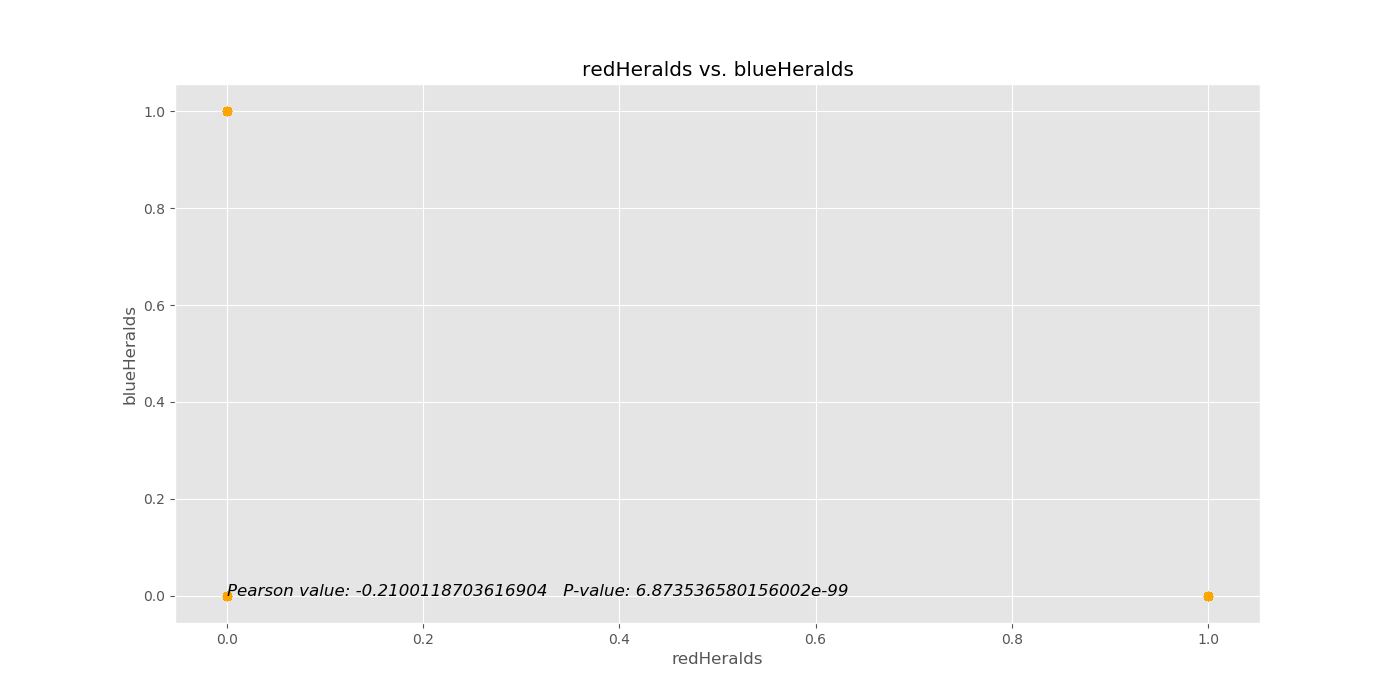 redHeralds vs. blueHeralds
1.0
0.8
0.6
0.4
0.2
0.0
blueHeralds
Pearson value: -0.2100118703616904   P-value: 6.873536580156002e-99
0.0 0.2 0.4 0.6 0.8 1.0
redHeralds